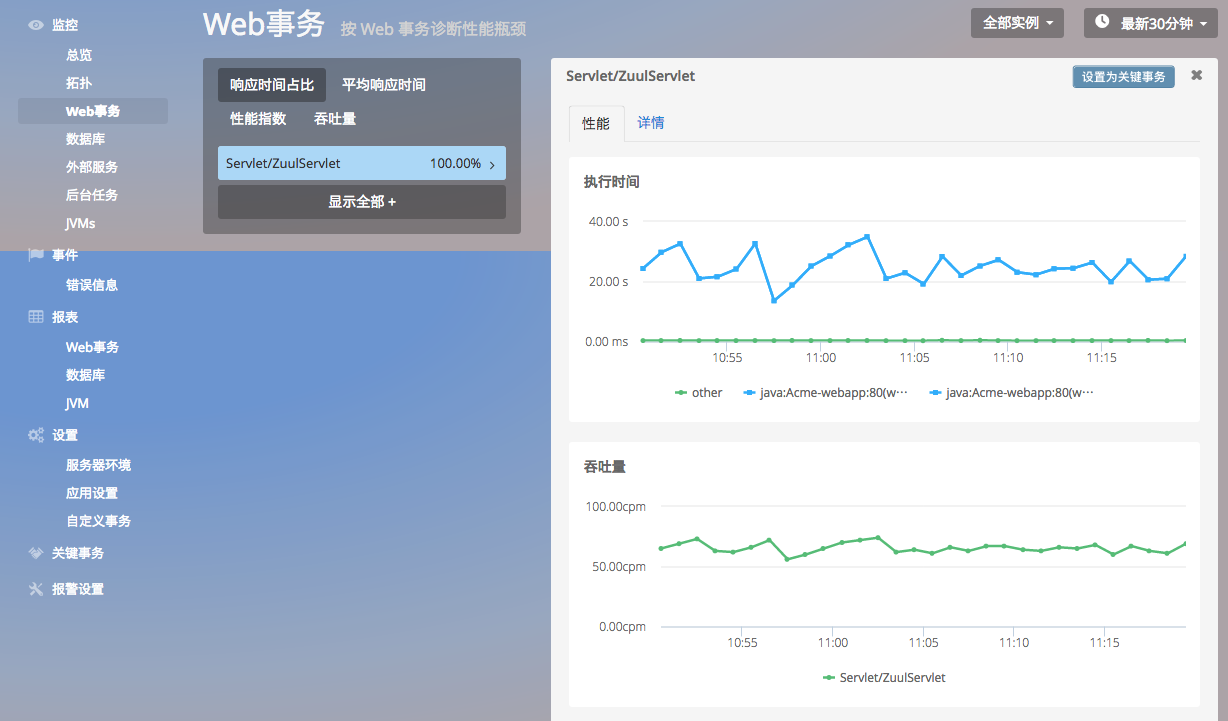 监控
总览
拓扑
Web事务
数据库
外部服务
后台任务
JVMs
事件
错误信息
报表
Web事务
数据库
JVM
设置
服务器环境
应用设置
自定义事务
关键事务
报警设置
Web事务 按 Web 事务诊断性能瓶颈
全部实例 最新30分钟
响应时间占比 平均响应时间
性能指数 吞吐量
Servlet/ZuulServlet 100.00%
显示全部 +
Servlet/ZuulServlet 设置为关键事务
性能 详情
执行时间
40.00 s
20.00 s
0.00 ms
10:55 11:00 11:05 11:10 11:15
other java:Acme-webapp:80(w··· java:Acme-webapp:80(w···
吞吐量
100.00cpm
50.00cpm
0.00cpm
10:55 11:00 11:05 11:10 11:15
Servlet/ZuulServlet